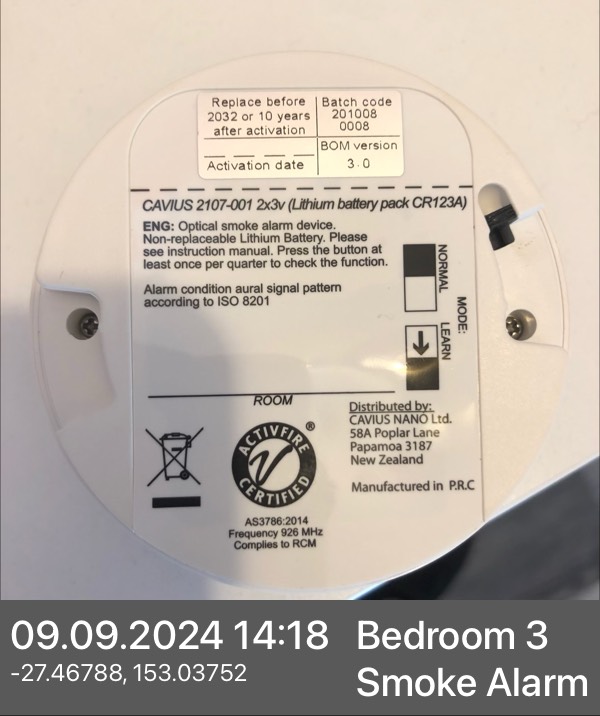 Replace before
2032 or 10 years
after activation
Activation date
Batch code
201008
0008
BOM version
3.0
CAVIUS 2107-001 2x3v (Lithium battery pack CR123A)
ENG: Optical smoke alarm device.
Non-replaceable Lithium Battery. Please
see instruction manual. Press the button at
least once per quarter to check the function.
Alarm condition aural signal pattern
according to ISO 8201
NORMAL
MODE:
LEARN
ROOM
ACTIVFIRE ®
CERTIFIED
AS3786:2014
Frequency 926 MHz
Complies to RCM
Distributed by:
CAVIUS NANO Ltd.
58A Poplar Lane
Papamoa 3187
New Zealand
Manufactured in P.R.C
09.09.2024 14:18
-27.46788, 153.03752
Bedroom 3
Smoke Alarm